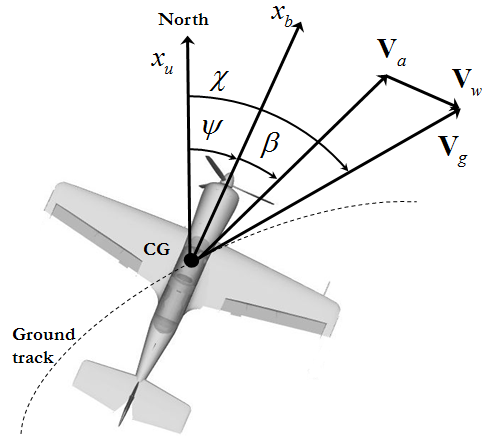 North
x_b
x_u
V_a
χ
V_w
ψ
β
V_g
CG
Ground
track